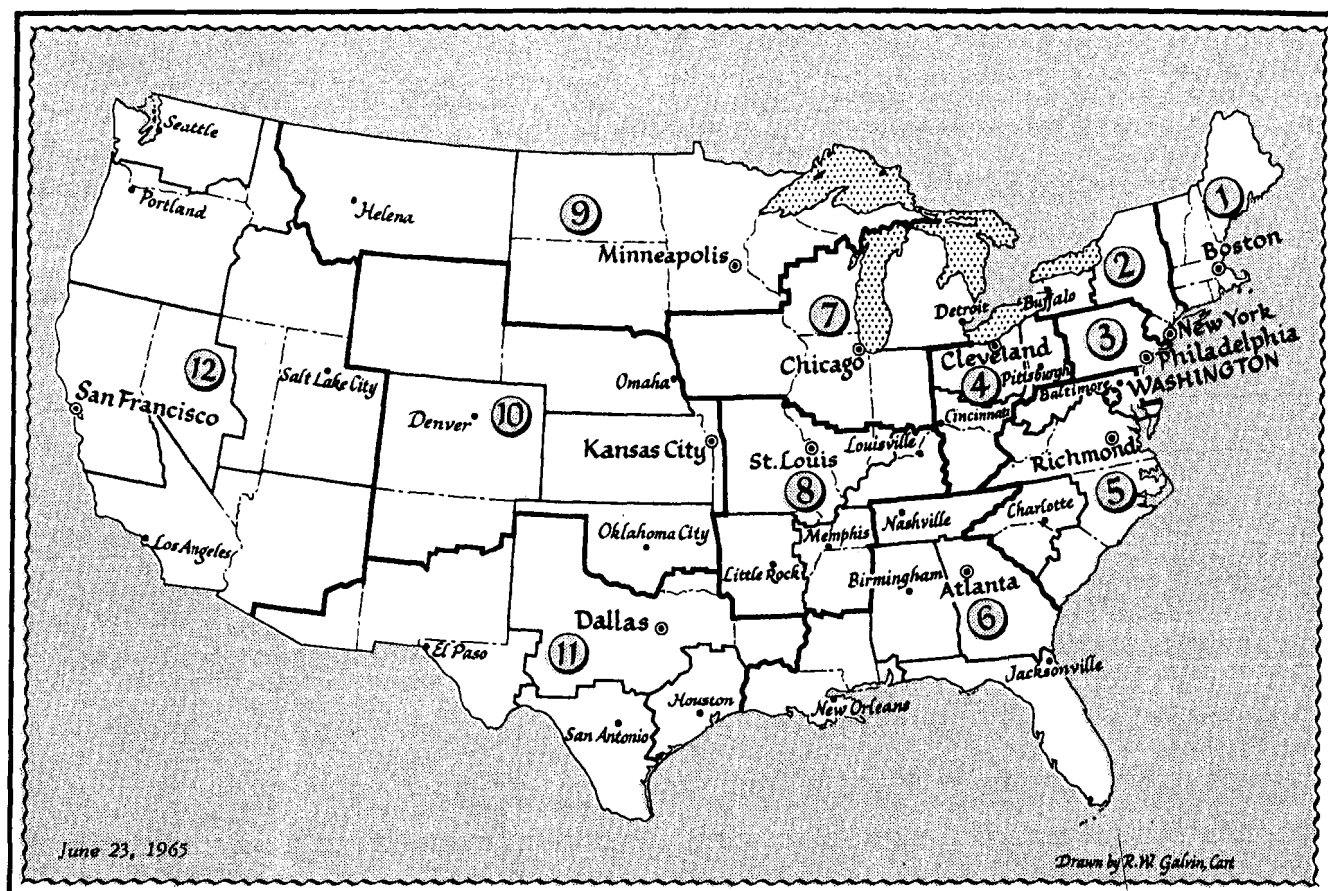 Seattle
Portland
Helena
9
Minneapolis
1
Boston
2
Buffalo
Detroit
7
Chicago
3
New York
Philadelphia
WASHINGTON
Cleveland
4
Pittsburgh
Baltimore
Cincinnati
12
Salt Lake City
San Francisco
Omaha
Denver
10
Kansas City
St. Louis
Louisville
8
Richmond
5
Charlotte
Nashville
Memphis
Oklahoma City
Los Angeles
Little Rock
Birmingham
Atlanta
6
Dallas
11
El Paso
Houston
San Antonio
New Orleans
Jacksonville
June 23, 1965
Drawn by R.W. Galvin, Cart